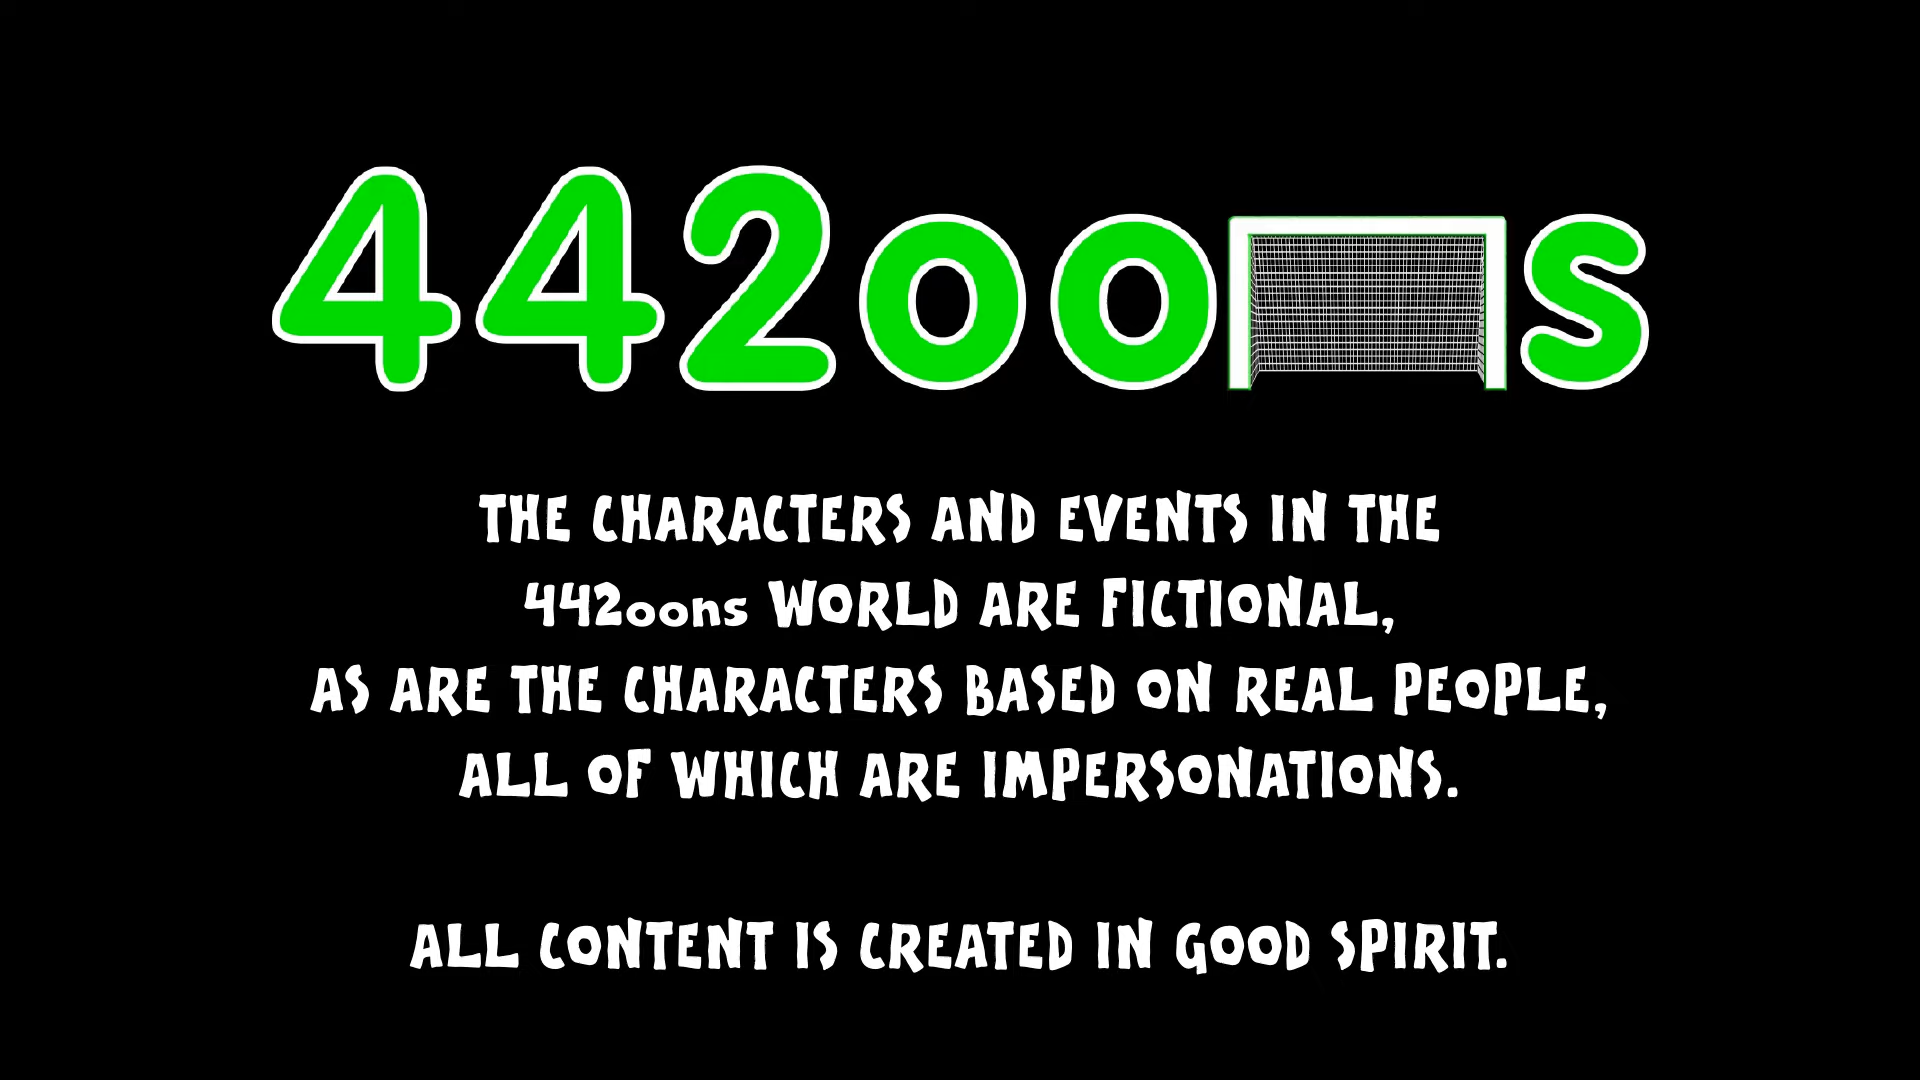 442oons
THE CHARACTERS AND EVENTS IN THE
442oons WORLD ARE FICTIONAL,
AS ARE THE CHARACTERS BASED ON REAL PEOPLE,
ALL OF WHICH ARE IMPERSONATIONS.
ALL CONTENT IS CREATED IN GOOD SPIRIT.